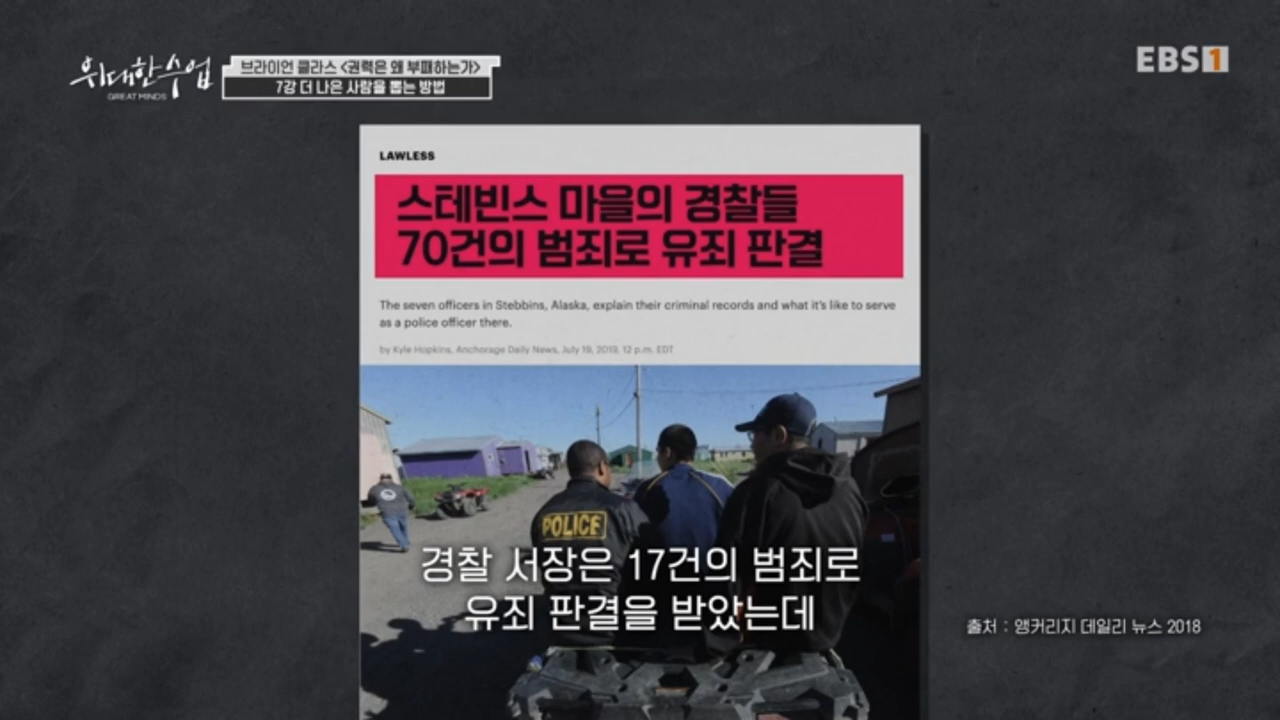 위대한 수업
GREAT MINDS
브라이언 클라스 <권력은 왜 부패하는가>
7강 더 나은 사람을 뽑는 방법
EBS1
LAWLESS
스테빈스 마을의 경찰들
70건의 범죄로 유죄 판결
The seven officers in Stebbins, Alaska, explain their criminal records and what it's like to serve
as a police officer there.
by Kyle Hopkins, Anchorage Daily News, July 19, 2019, 12 p.m. EDT
POLICE
경찰 서장은 17건의 범죄로
유죄 판결을 받았는데
출처 : 앵커리지 데일리 뉴스 2018